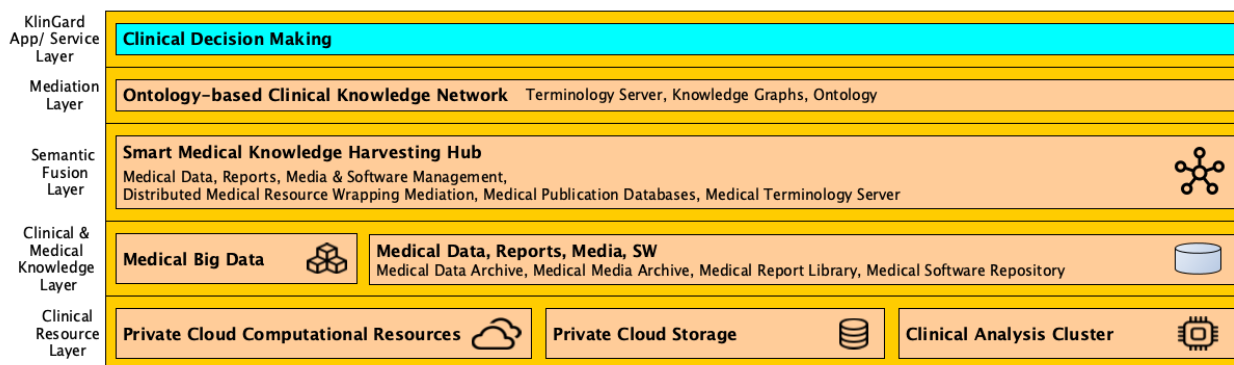 KlinGard
App/ Service
Layer
Clinical Decision Making
Mediation
Layer
Ontology-based Clinical Knowledge Network Terminology Server, Knowledge Graphs, Ontology
Semantic
Fusion
Layer
Smart Medical Knowledge Harvesting Hub
Medical Data, Reports, Media & Software Management,
Distributed Medical Resource Wrapping Mediation, Medical Publication Databases, Medical Terminology Server
Clinical &
Medical
Knowledge
Layer
Medical Big Data
Medical Data, Reports, Media, SW
Medical Data Archive, Medical Media Archive, Medical Report Library, Medical Software Repository
Clinical
Resource
Layer
Private Cloud Computational Resources
Private Cloud Storage
Clinical Analysis Cluster